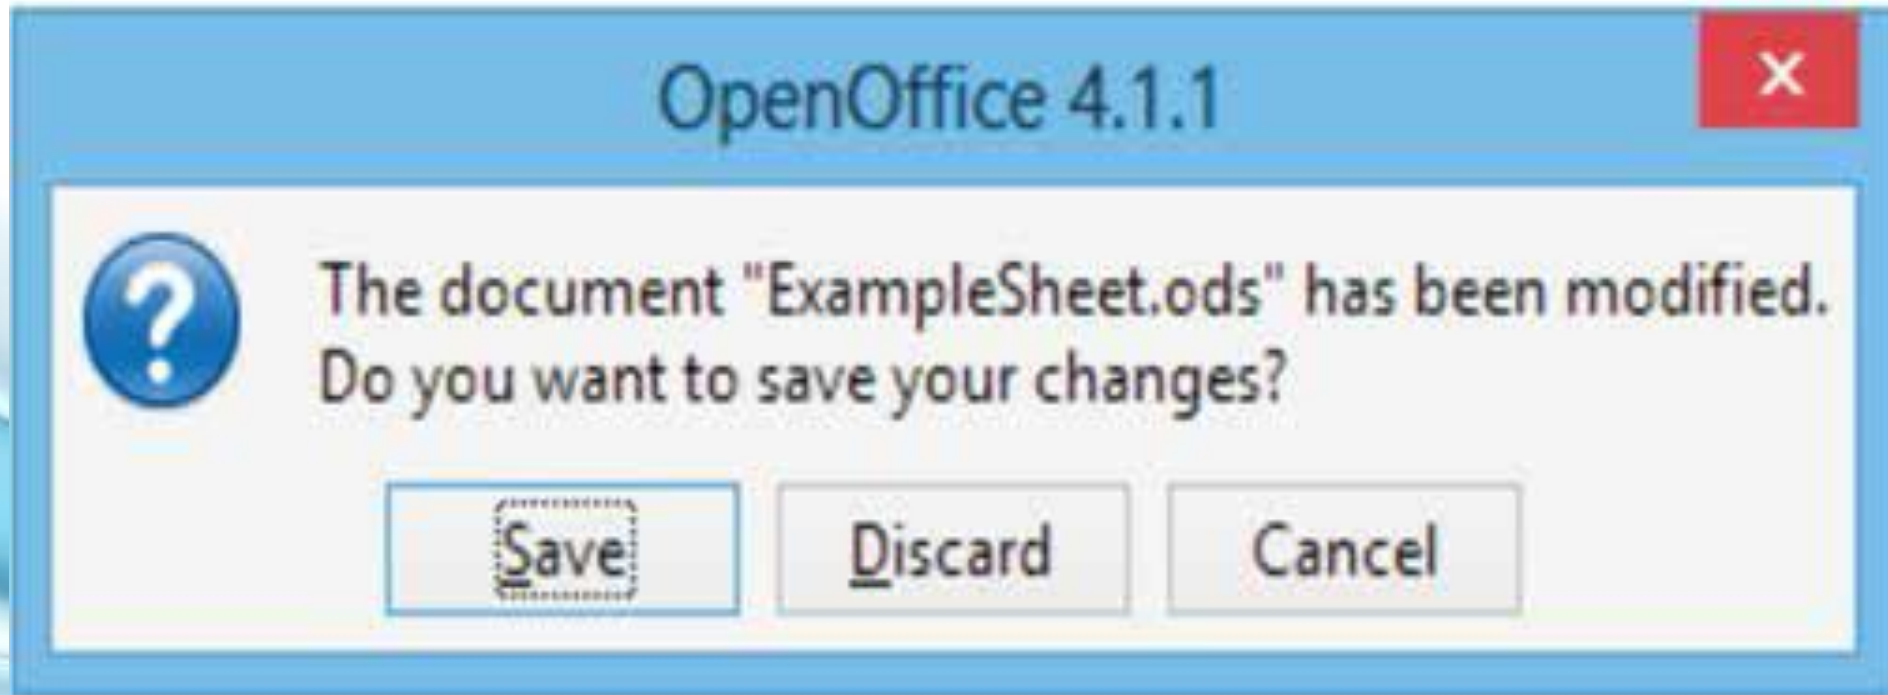 OpenOffice 4.1.1
The document "ExampleSheet.ods" has been modified.
Do you want to save your changes?
Save Discard Cancel